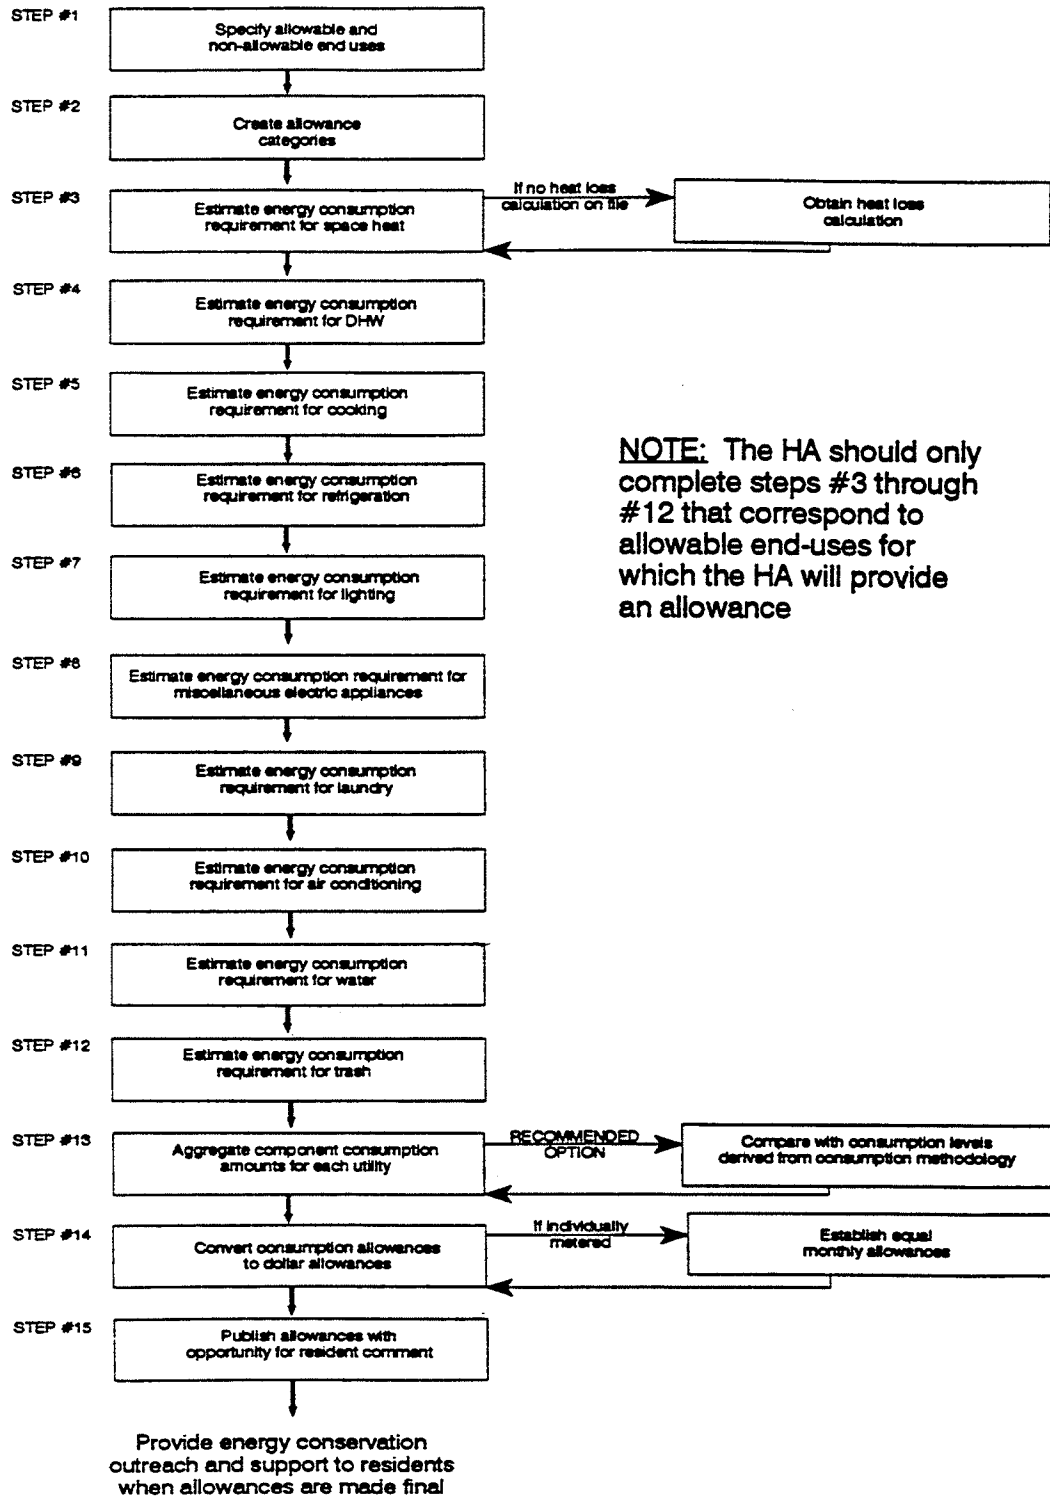 STEP #1
Specify allowable and
non-allowable end uses
STEP #2
Create allowance
categories
STEP #3
Estimate energy consumption
requirement for space heat
If no heat loss
calculation on file
Obtain heat loss
calculation
STEP #4
Estimate energy consumption
requirement for DHW
STEP #5
Estimate energy consumption
requirement for cooking
STEP #6
Estimate energy consumption
requirement for refrigeration
NOTE: The HA should only
complete steps #3 through
#12 that correspond to
allowable end-uses for
which the HA will provide
an allowance
STEP #7
Estimate energy consumption
requirement for lighting
STEP #8
Estimate energy consumption requirement for
miscellaneous electric appliances
STEP #9
Estimate energy consumption
requirement for laundry
STEP #10
Estimate energy consumption
requirement for air conditioning
STEP #11
Estimate energy consumption
requirement for water
STEP #12
Estimate energy consumption
requirement for trash
STEP #13
Aggregate component consumption
amounts for each utility
RECOMMENDED
OPTION
Compare with consumption levels
derived from consumption methodology
STEP #14
Convert consumption allowances
to dollar allowances
If individually
metered
Establish equal
monthly allowances
STEP #15
Publish allowances with
opportunity for resident comment
Provide energy conservation
outreach and support to residents
when allowances are made final